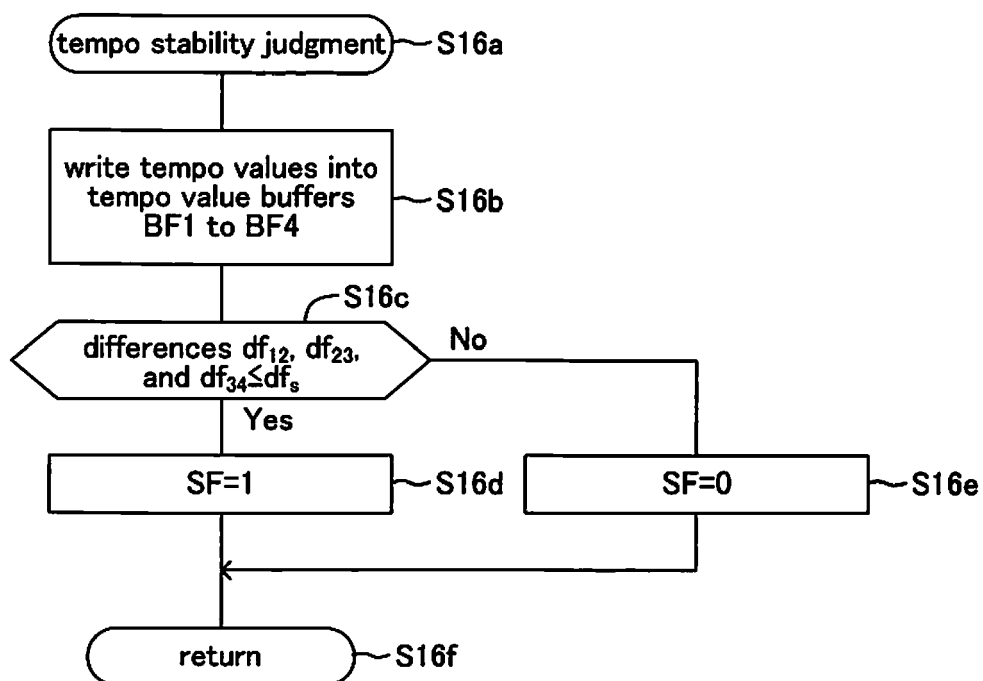 tempo stability judgment
S16a
write tempo values into
tempo value buffers
BF1 to BF4
S16b
S16c
differences df₁₂, df₂₃,
and df₃₄≦dfₛ
No
Yes
SF=1
S16d
SF=0
S16e
return
S16f